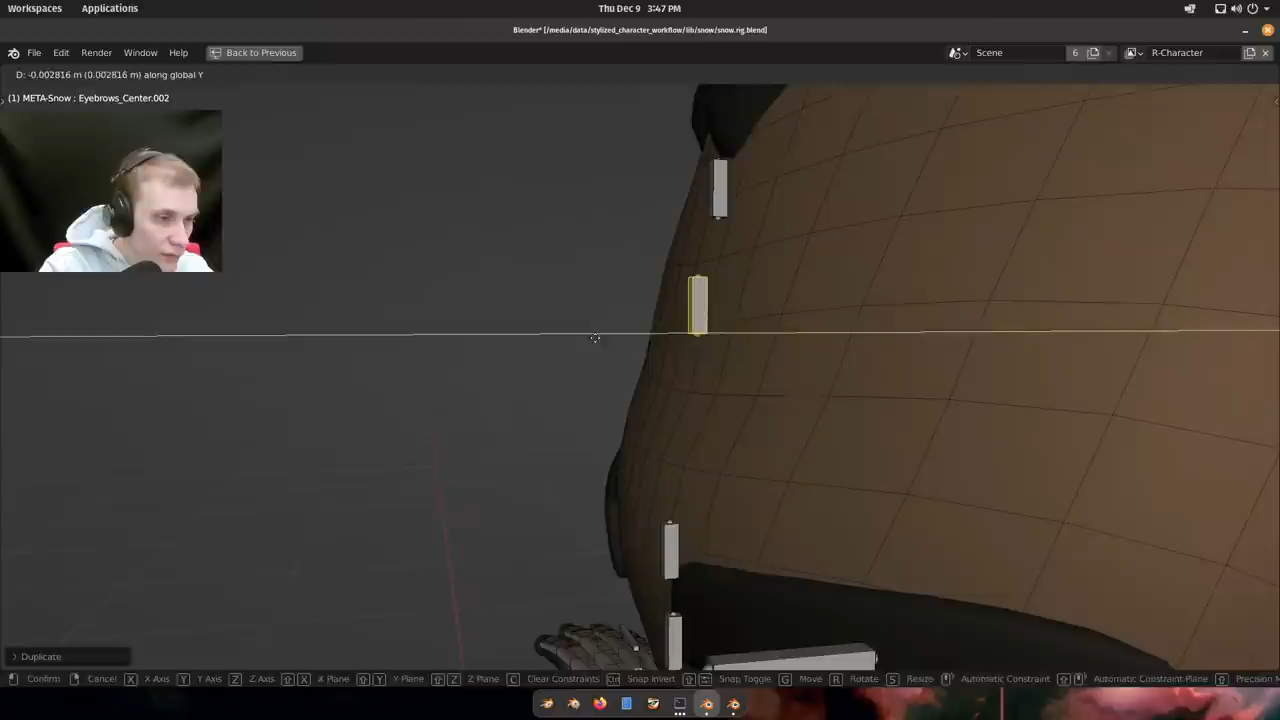 Workspaces Applications Thu Dec 9 3:47 PM
Blender* [/media/data/stylized_character_workflow/lib/snow/snow.rig.blend]
File Edit Render Window Help Back to Previous Scene 6 R-Character
D: -0.002816 m (0.002816 m) along global Y
(1) META-Snow : Eyebrows_Center.002
Duplicate
Confirm Cancel X X-Axis Y Y Axis Z Z-Axis X X Plane Y Y-Plane Z Z Plane C Clear Constraints Snap Invert Snap Toggle G Move R Rotate S Resize Automatic Constraint Automatic Constraint Plane Precision M